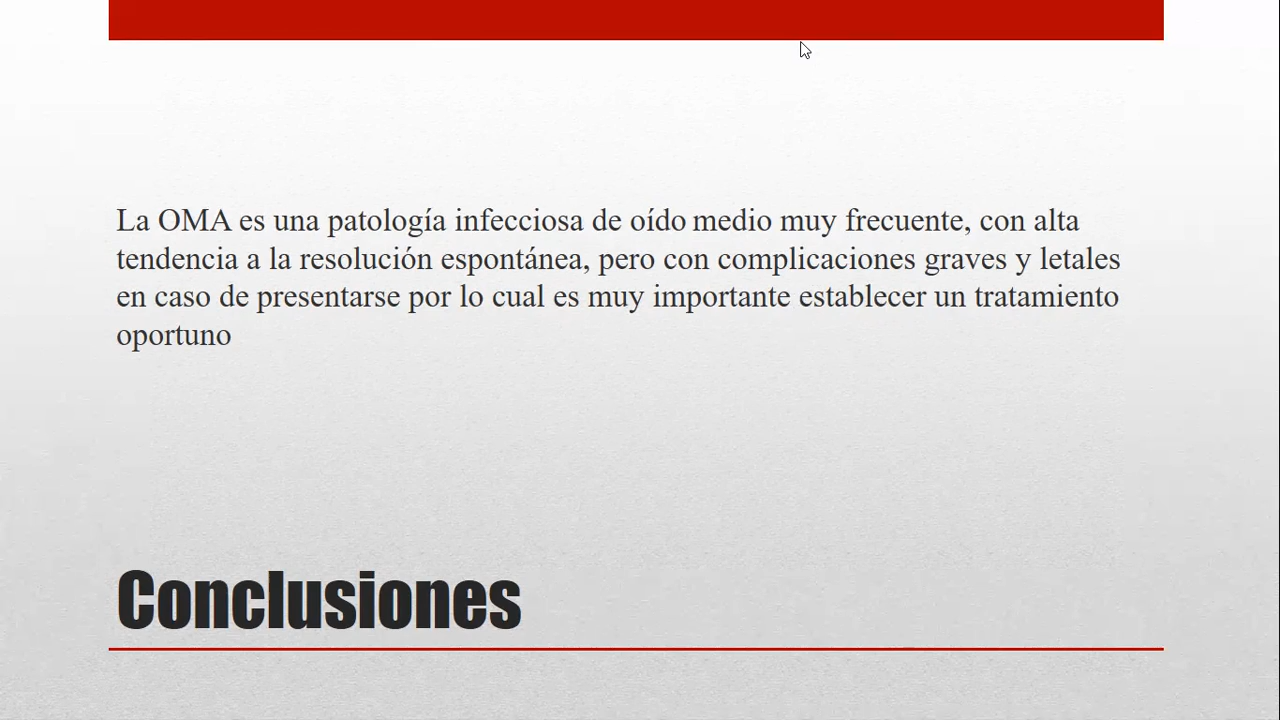 La OMA es una patología infecciosa de oído medio muy frecuente, con alta
tendencia a la resolución espontánea, pero con complicaciones graves y letales
en caso de presentarse por lo cual es muy importante establecer un tratamiento
oportuno
Conclusiones